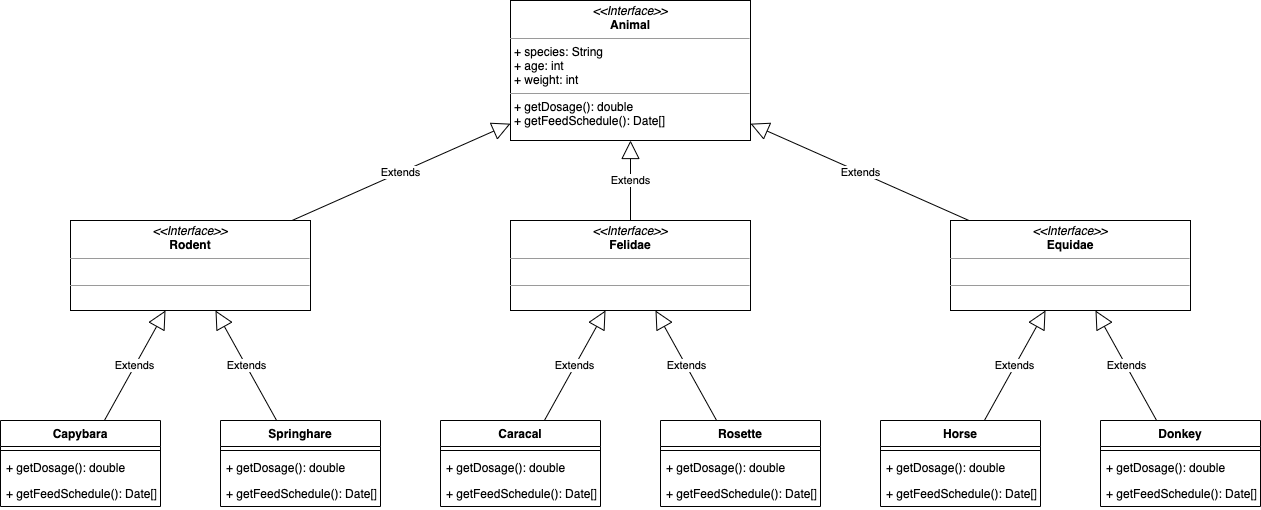 <<Interface>>
Animal
+ species: String
+ age: int
+ weight: int
+ getDosage(): double
+ getFeedSchedule(): Date[]
Extends
Extends
Extends
<<Interface>>
Rodent
<<Interface>>
Felidae
<<Interface>>
Equidae
Extends
Extends
Extends
Extends
Extends
Extends
Capybara
+ getDosage(): double
+ getFeedSchedule(): Date[]
Springhare
+ getDosage(): double
+ getFeedSchedule(): Date[]
Caracal
+ getDosage(): double
+ getFeedSchedule(): Date[]
Rosette
+ getDosage(): double
+ getFeedSchedule(): Date[]
Horse
+ getDosage(): double
+ getFeedSchedule(): Date[]
Donkey
+ getDosage(): double
+ getFeedSchedule(): Date[]